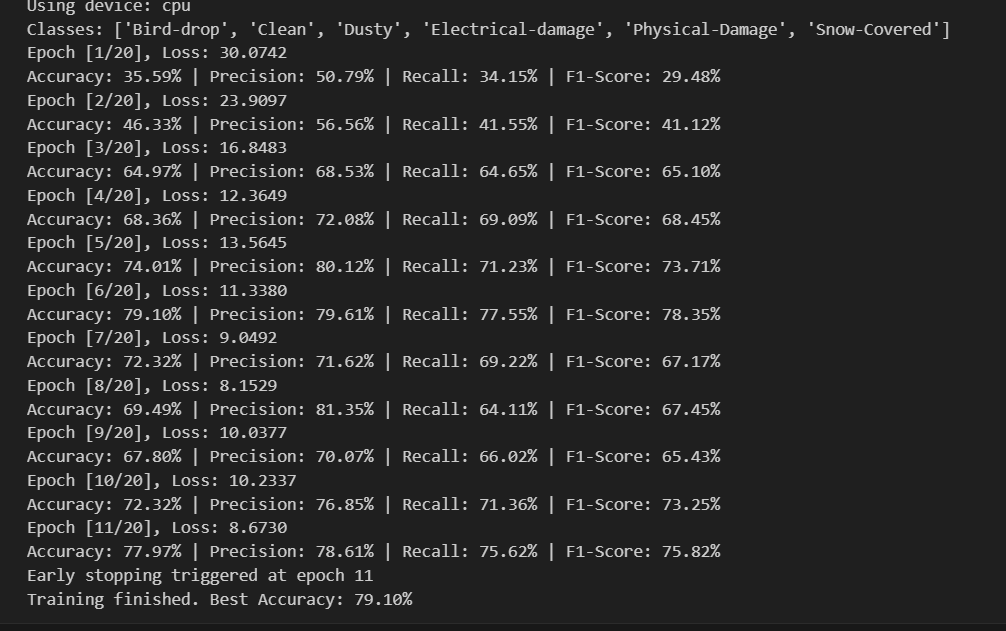 Using device: cpu
Classes: ['Bird-drop', 'Clean', 'Dusty', 'Electrical-damage', 'Physical-Damage', 'Snow-Covered']
Epoch [1/20], Loss: 30.0742
Accuracy: 35.59% | Precision: 50.79% | Recall: 34.15% | F1-Score: 29.48%
Epoch [2/20], Loss: 23.9097
Accuracy: 46.33% | Precision: 56.56% | Recall: 41.55% | F1-Score: 41.12%
Epoch [3/20], Loss: 16.8483
Accuracy: 64.97% | Precision: 68.53% | Recall: 64.65% | F1-Score: 65.10%
Epoch [4/20], Loss: 12.3649
Accuracy: 68.36% | Precision: 72.08% | Recall: 69.09% | F1-Score: 68.45%
Epoch [5/20], Loss: 13.5645
Accuracy: 74.01% | Precision: 80.12% | Recall: 71.23% | F1-Score: 73.71%
Epoch [6/20], Loss: 11.3380
Accuracy: 79.10% | Precision: 79.61% | Recall: 77.55% | F1-Score: 78.35%
Epoch [7/20], Loss: 9.0492
Accuracy: 72.32% | Precision: 71.62% | Recall: 69.22% | F1-Score: 67.17%
Epoch [8/20], Loss: 8.1529
Accuracy: 69.49% | Precision: 81.35% | Recall: 64.11% | F1-Score: 67.45%
Epoch [9/20], Loss: 10.0377
Accuracy: 67.80% | Precision: 70.07% | Recall: 66.02% | F1-Score: 65.43%
Epoch [10/20], Loss: 10.2337
Accuracy: 72.32% | Precision: 76.85% | Recall: 71.36% | F1-Score: 73.25%
Epoch [11/20], Loss: 8.6730
Accuracy: 77.97% | Precision: 78.61% | Recall: 75.62% | F1-Score: 75.82%
Early stopping triggered at epoch 11
Training finished. Best Accuracy: 79.10%